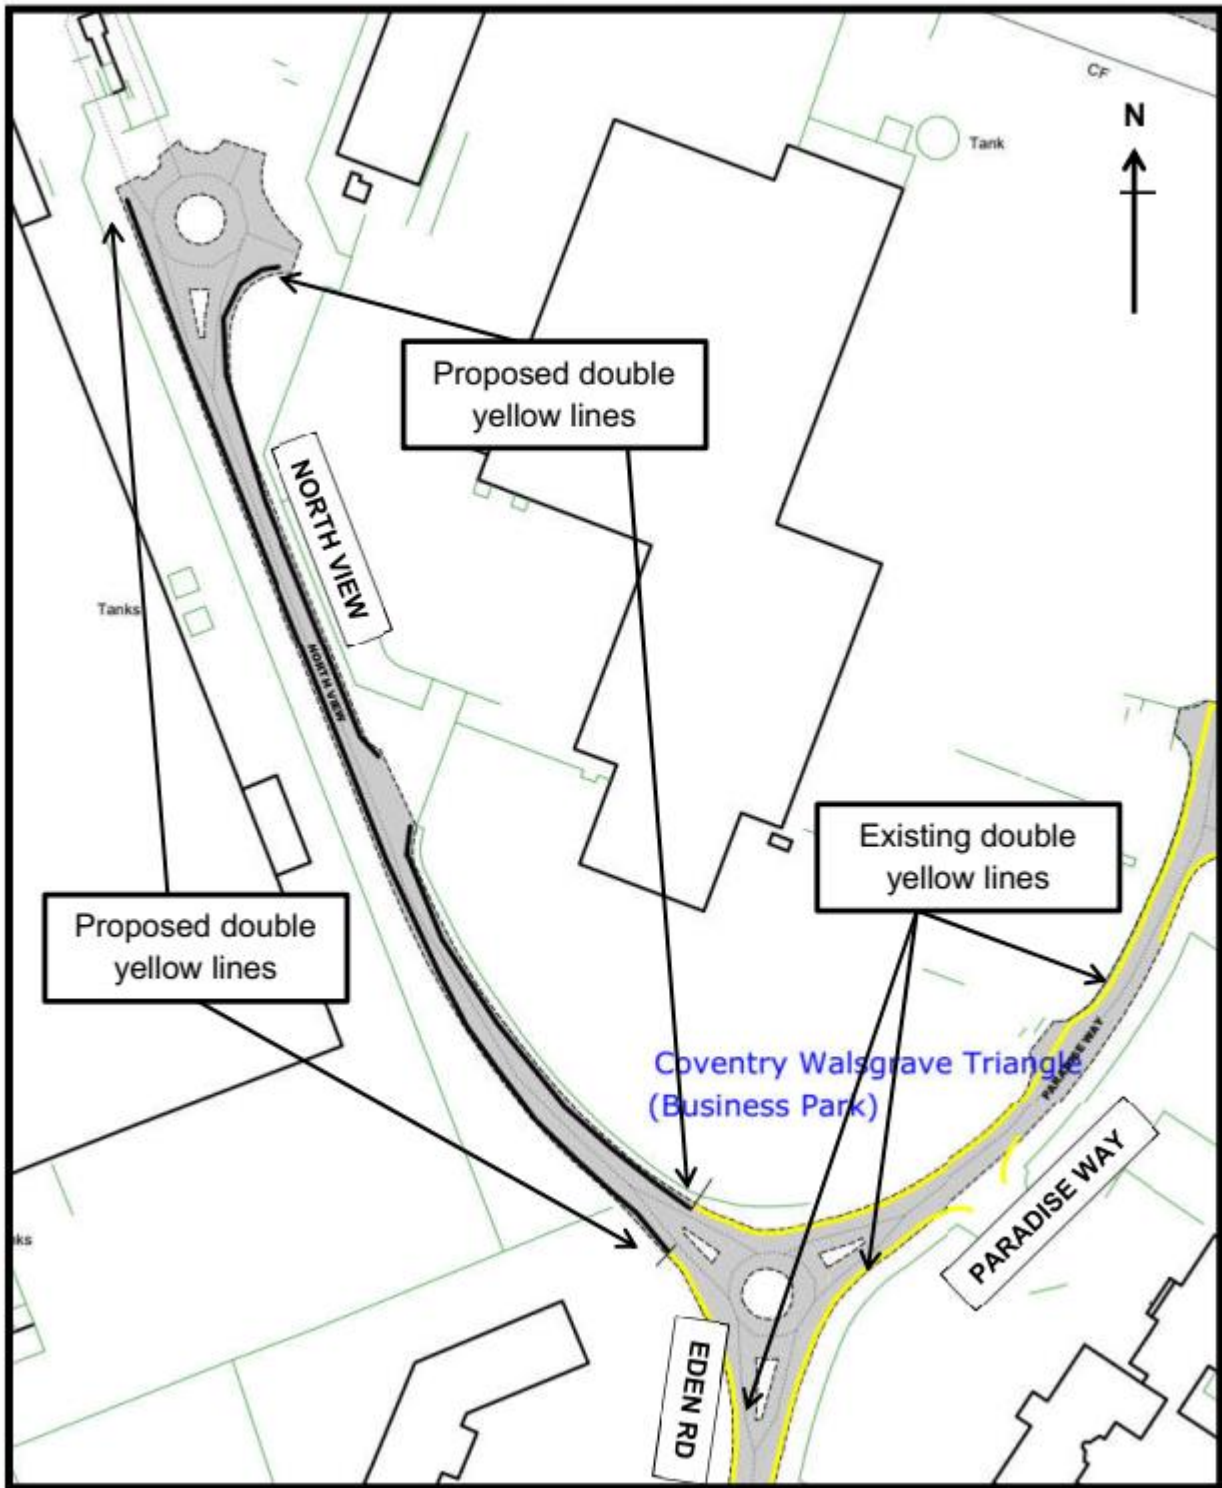 CF
N
Tank
Proposed double
yellow lines
NORTH VIEW
Tanks
NORTH VIEW
Existing double
yellow lines
Proposed double
yellow lines
Coventry Walsgrave Triangle
(Business Park)
PARADISE WAY
PARADISE WAY
ks
EDEN RD